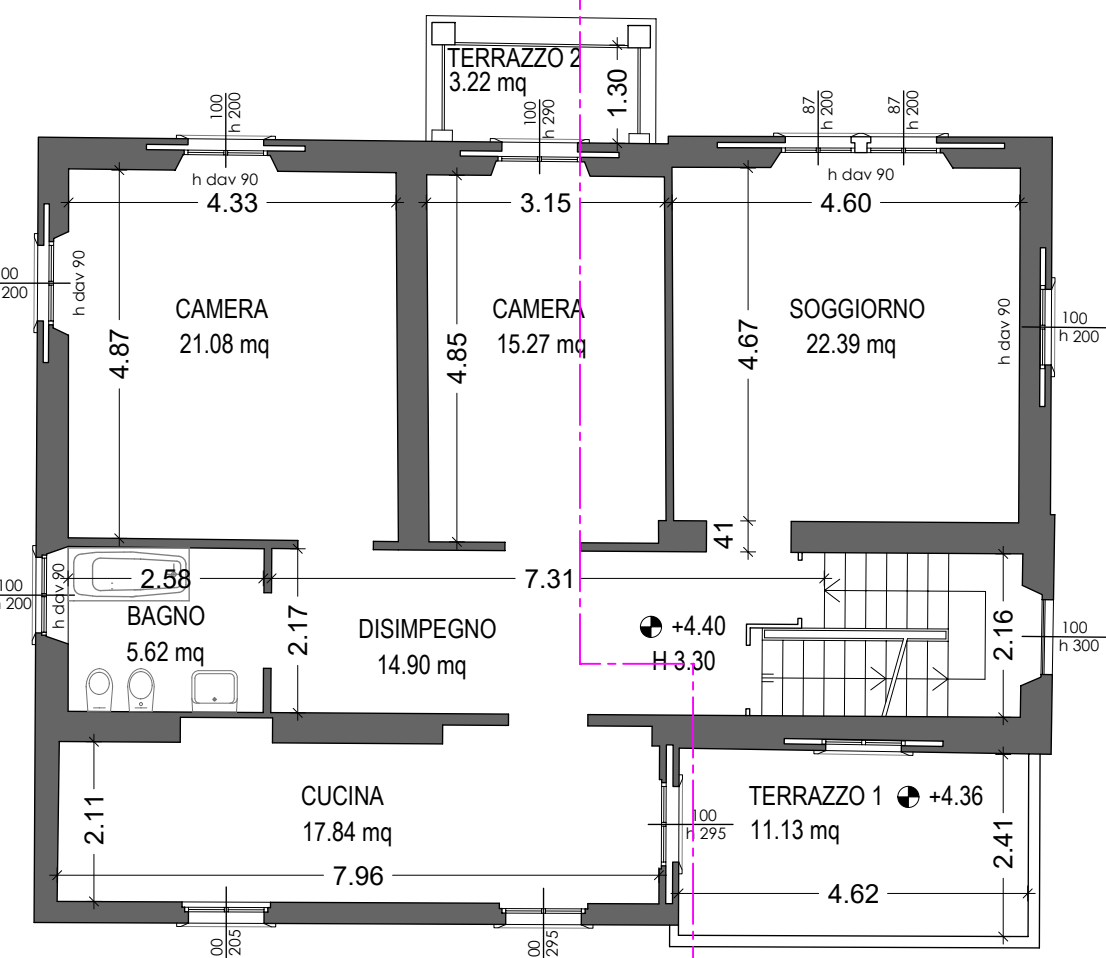 TERRAZZO 2
3.22 mq
1.30
100
h 200
100
h 290
87
h 200
87
h 200
h dav 90
4.33
3.15
h dav 90
4.60
00
200
h dav 90
CAMERA
21.08 mq
4.87
CAMERA
15.27 mq
4.85
SOGGIORNO
22.39 mq
4.67
h dav 90
100
h 200
41
100
h 200
h dav 90
2.58
BAGNO
5.62 mq
7.31
2.17
DISIMPEGNO
14.90 mq
+4.40
H 3.30
2.16
100
h 300
CUCINA
17.84 mq
2.11
7.96
100
h 295
TERRAZZO 1
+4.36
11.13 mq
2.41
4.62
00
205
00
295